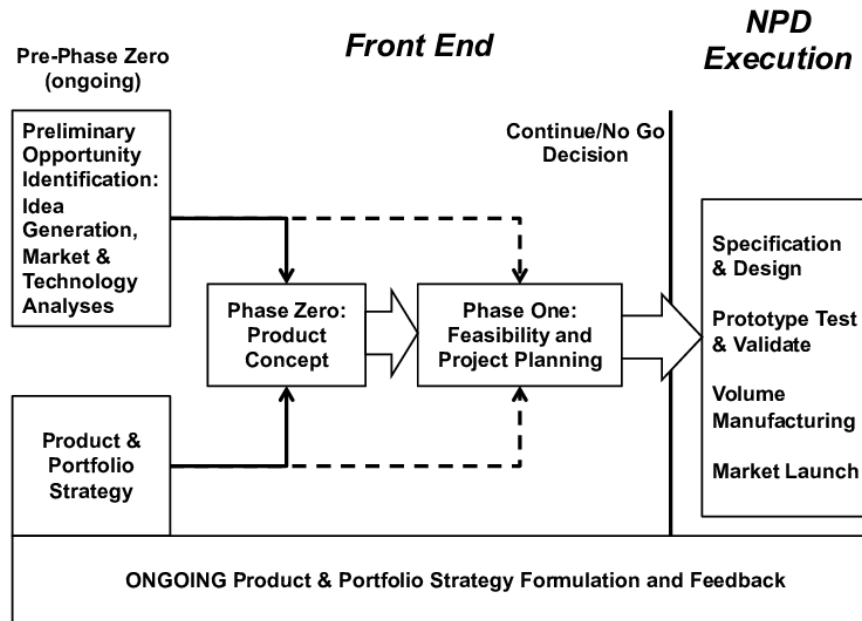 Front End
NPD
Execution
Pre-Phase Zero
(ongoing)
Preliminary
Opportunity
Identification:
Idea
Generation,
Market &
Technology
Analyses
Continue/No Go
Decision
Phase Zero:
Product
Concept
Phase One:
Feasibility and
Project Planning
Specification
& Design
Prototype Test
& Validate
Volume
Manufacturing
Market Launch
Product &
Portfolio
Strategy
ONGOING Product & Portfolio Strategy Formulation and Feedback